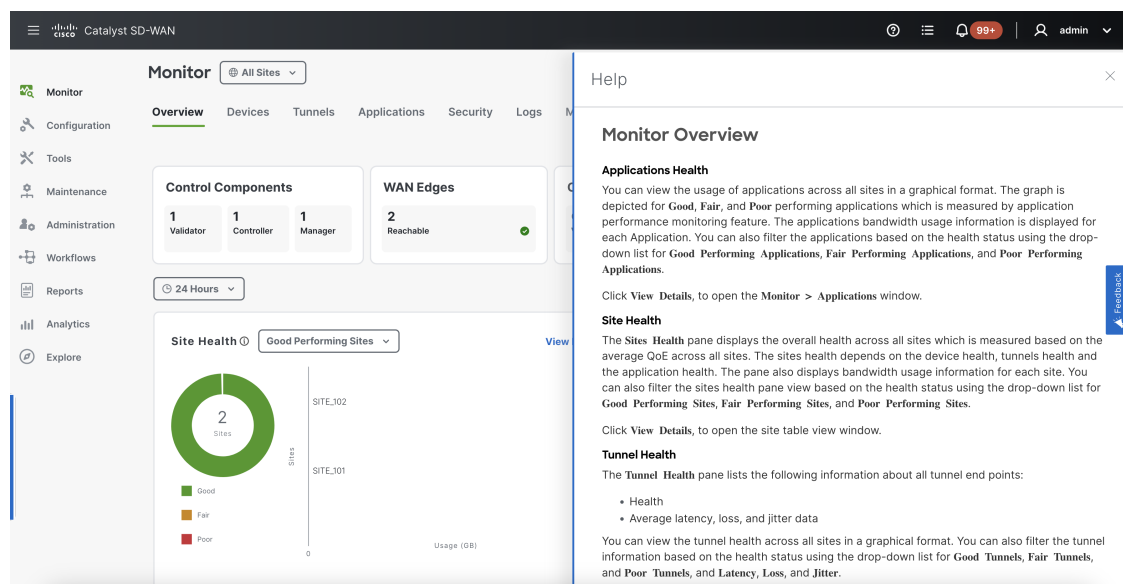 CISCO Catalyst SD-WAN
99+
admin
Monitor
Configuration
Tools
Maintenance
Administration
Workflows
Reports
Analytics
Explore
Monitor
All Sites
Overview Devices Tunnels Applications Security Logs M
Control Components
1
Validator
1
Controller
1
Manager
WAN Edges
2
Reachable
24 Hours
Site Health
Good Performing Sites
View
2
Sites
Good
Fair
Poor
Sites
SITE_102
SITE_101
0
Usage (GB)
Help
Monitor Overview
Applications Health
You can view the usage of applications across all sites in a graphical format. The graph is
depicted for Good, Fair, and Poor performing applications which is measured by application
performance monitoring feature. The applications bandwidth usage information is displayed for
each Application. You can also filter the applications based on the health status using the drop-
down list for Good Performing Applications, Fair Performing Applications, and Poor Performing
Applications.
Click View Details, to open the Monitor > Applications window.
Site Health
The Sites Health pane displays the overall health across all sites which is measured based on the
average QoE across all sites. The sites health depends on the device health, tunnels health and
the application health. The pane also displays bandwidth usage information for each site. You
can also filter the sites health pane view based on the health status using the drop-down list for
Good Performing Sites, Fair Performing Sites, and Poor Performing Sites.
Click View Details, to open the site table view window.
Tunnel Health
The Tunnel Health pane lists the following information about all tunnel end points:
• Health
• Average latency, loss, and jitter data
You can view the tunnel health across all sites in a graphical format. You can also filter the tunnel
information based on the health status using the drop-down list for Good Tunnels, Fair Tunnels,
and Poor Tunnels, and Latency, Loss, and Jitter.
Feedback